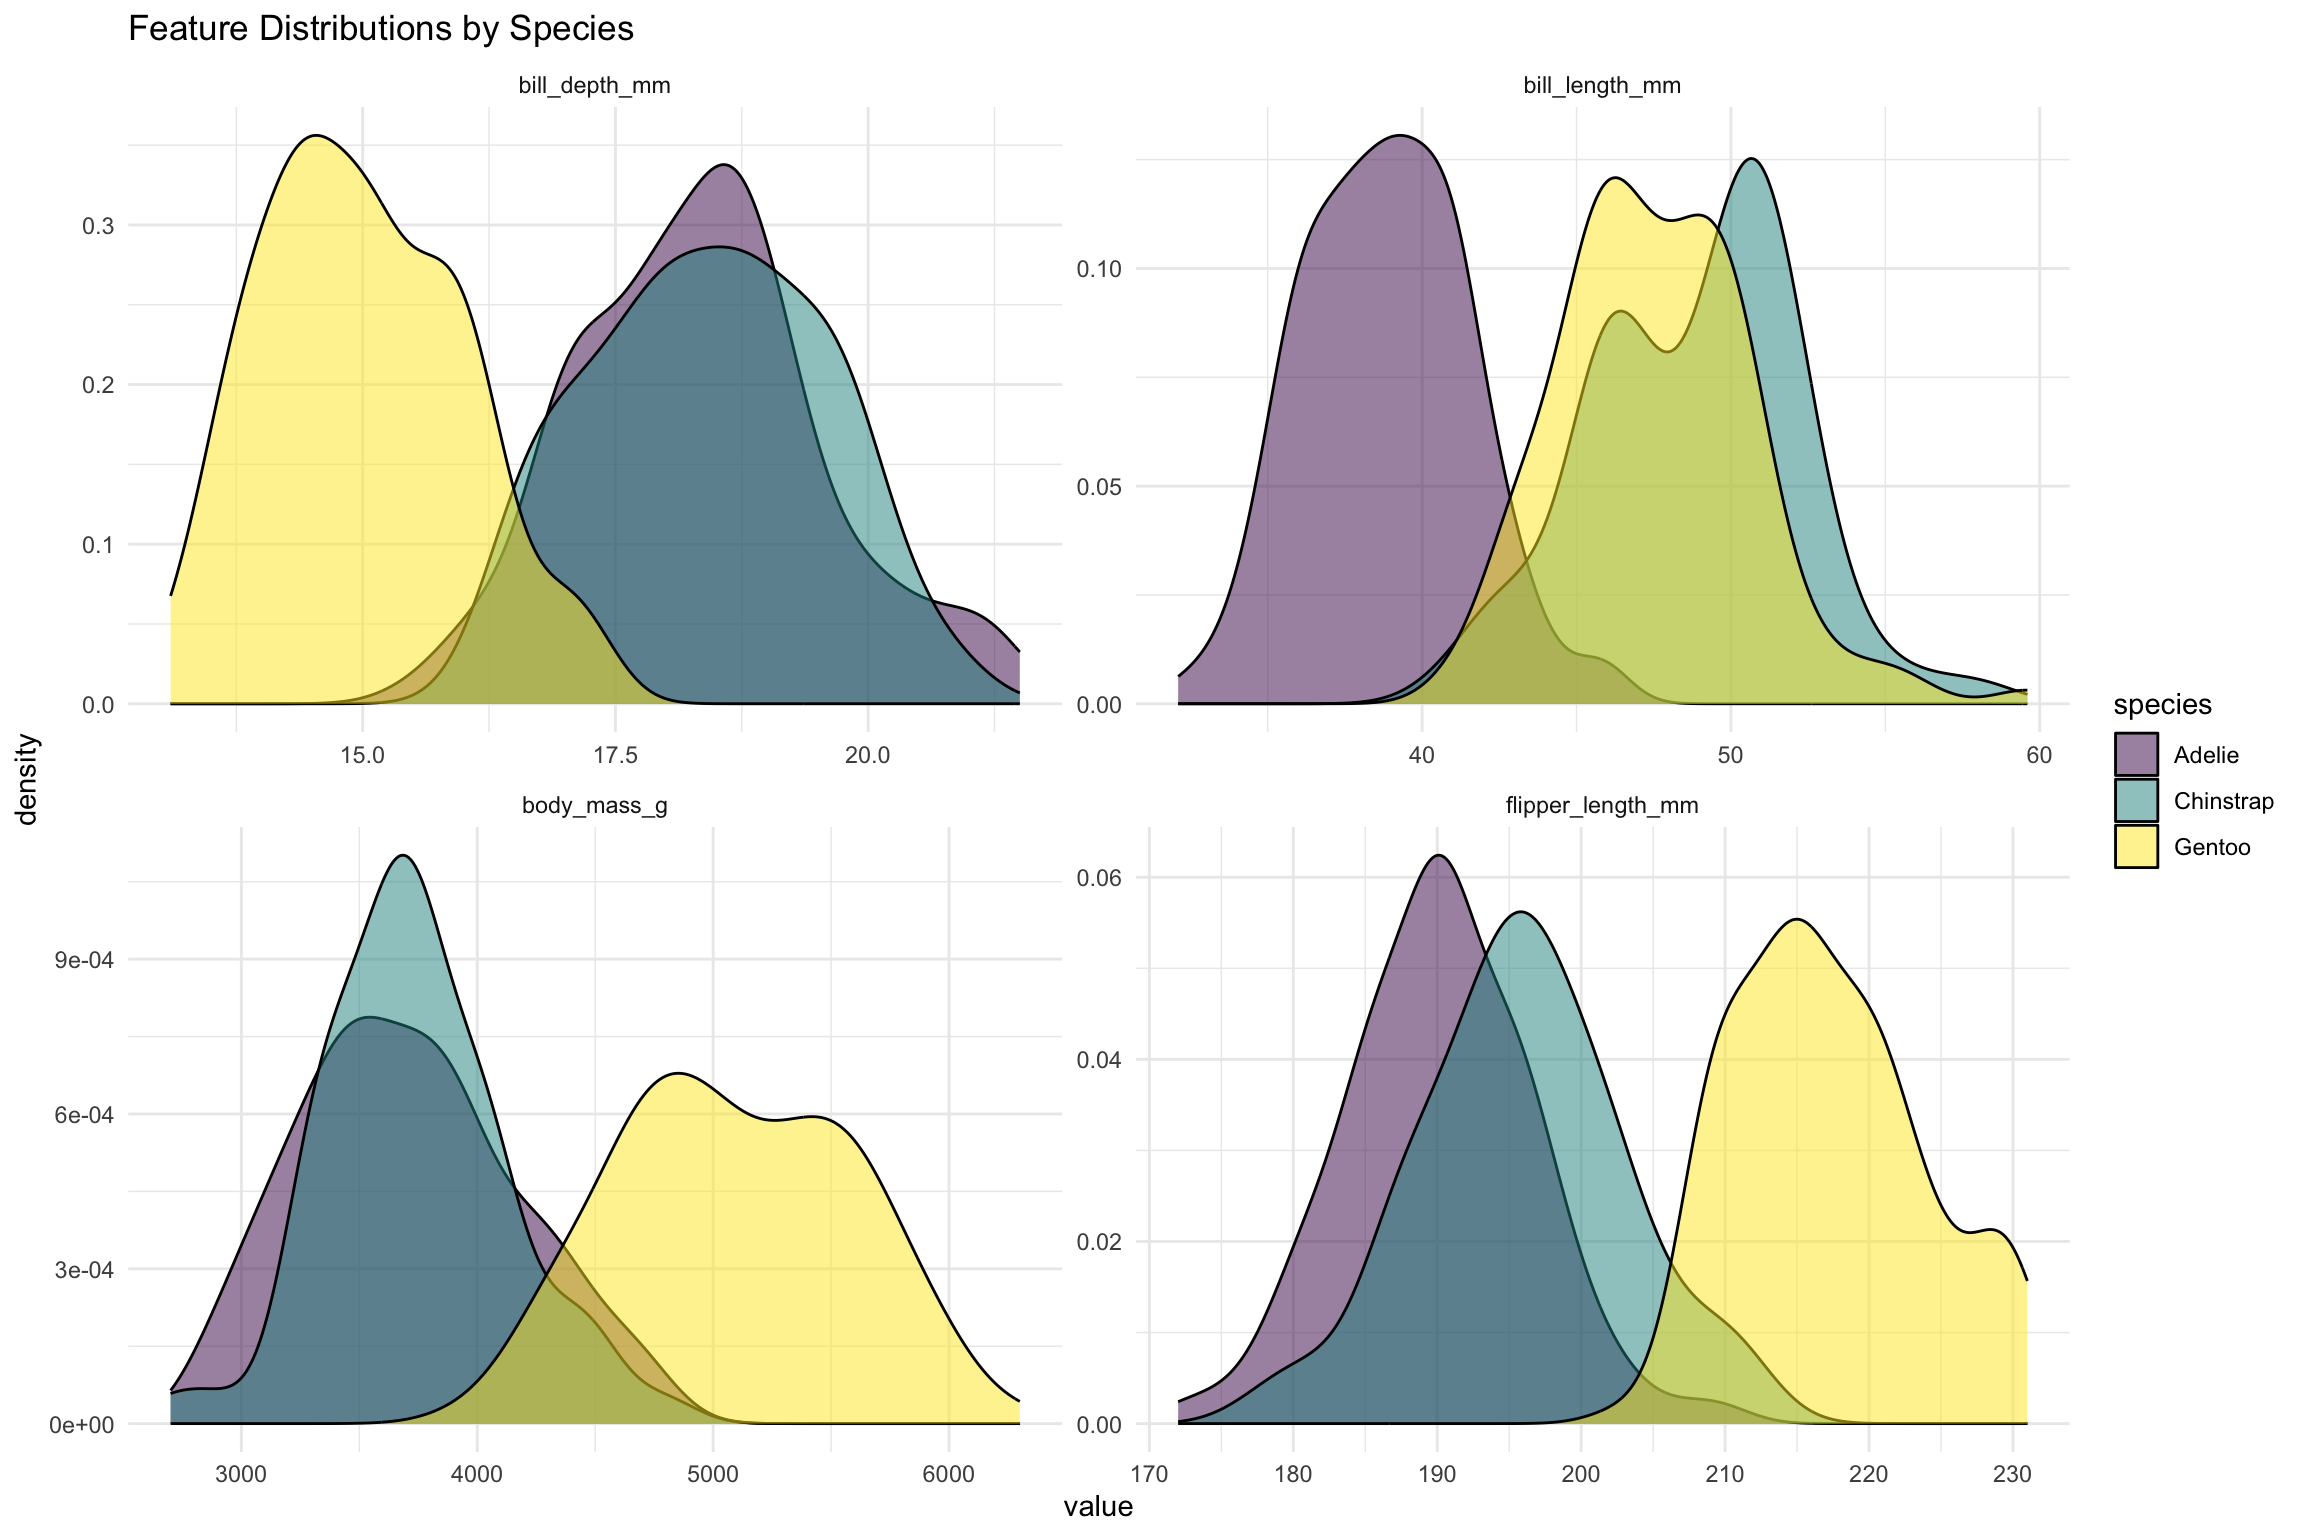 Feature Distributions by Species
bill_depth_mm
bill_length_mm
0.3
0.2
0.1
0.0
15.0 17.5 20.0
0.10
0.05
0.00
40 50 60
density
body_mass_g
flipper_length_mm
9e-04
6e-04
3e-04
0e+00
3000 4000 5000 6000
0.06
0.04
0.02
0.00
170 180 190 200 210 220 230
value
species
Adelie
Chinstrap
Gentoo